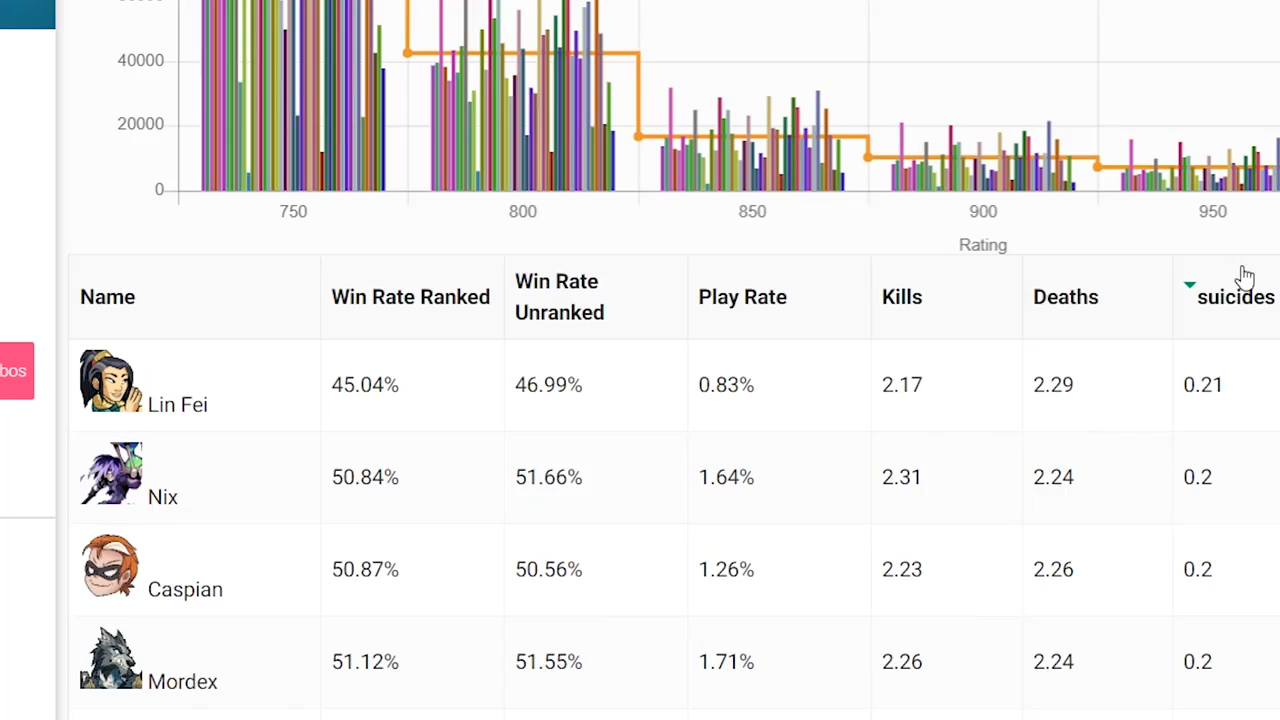 40000
20000
0
750 800 850 900 950
Rating
Name Win Rate Ranked Win Rate Unranked Play Rate Kills Deaths suicides
bos
Lin Fei 45.04% 46.99% 0.83% 2.17 2.29 0.21
Nix 50.84% 51.66% 1.64% 2.31 2.24 0.2
Caspian 50.87% 50.56% 1.26% 2.23 2.26 0.2
Mordex 51.12% 51.55% 1.71% 2.26 2.24 0.2